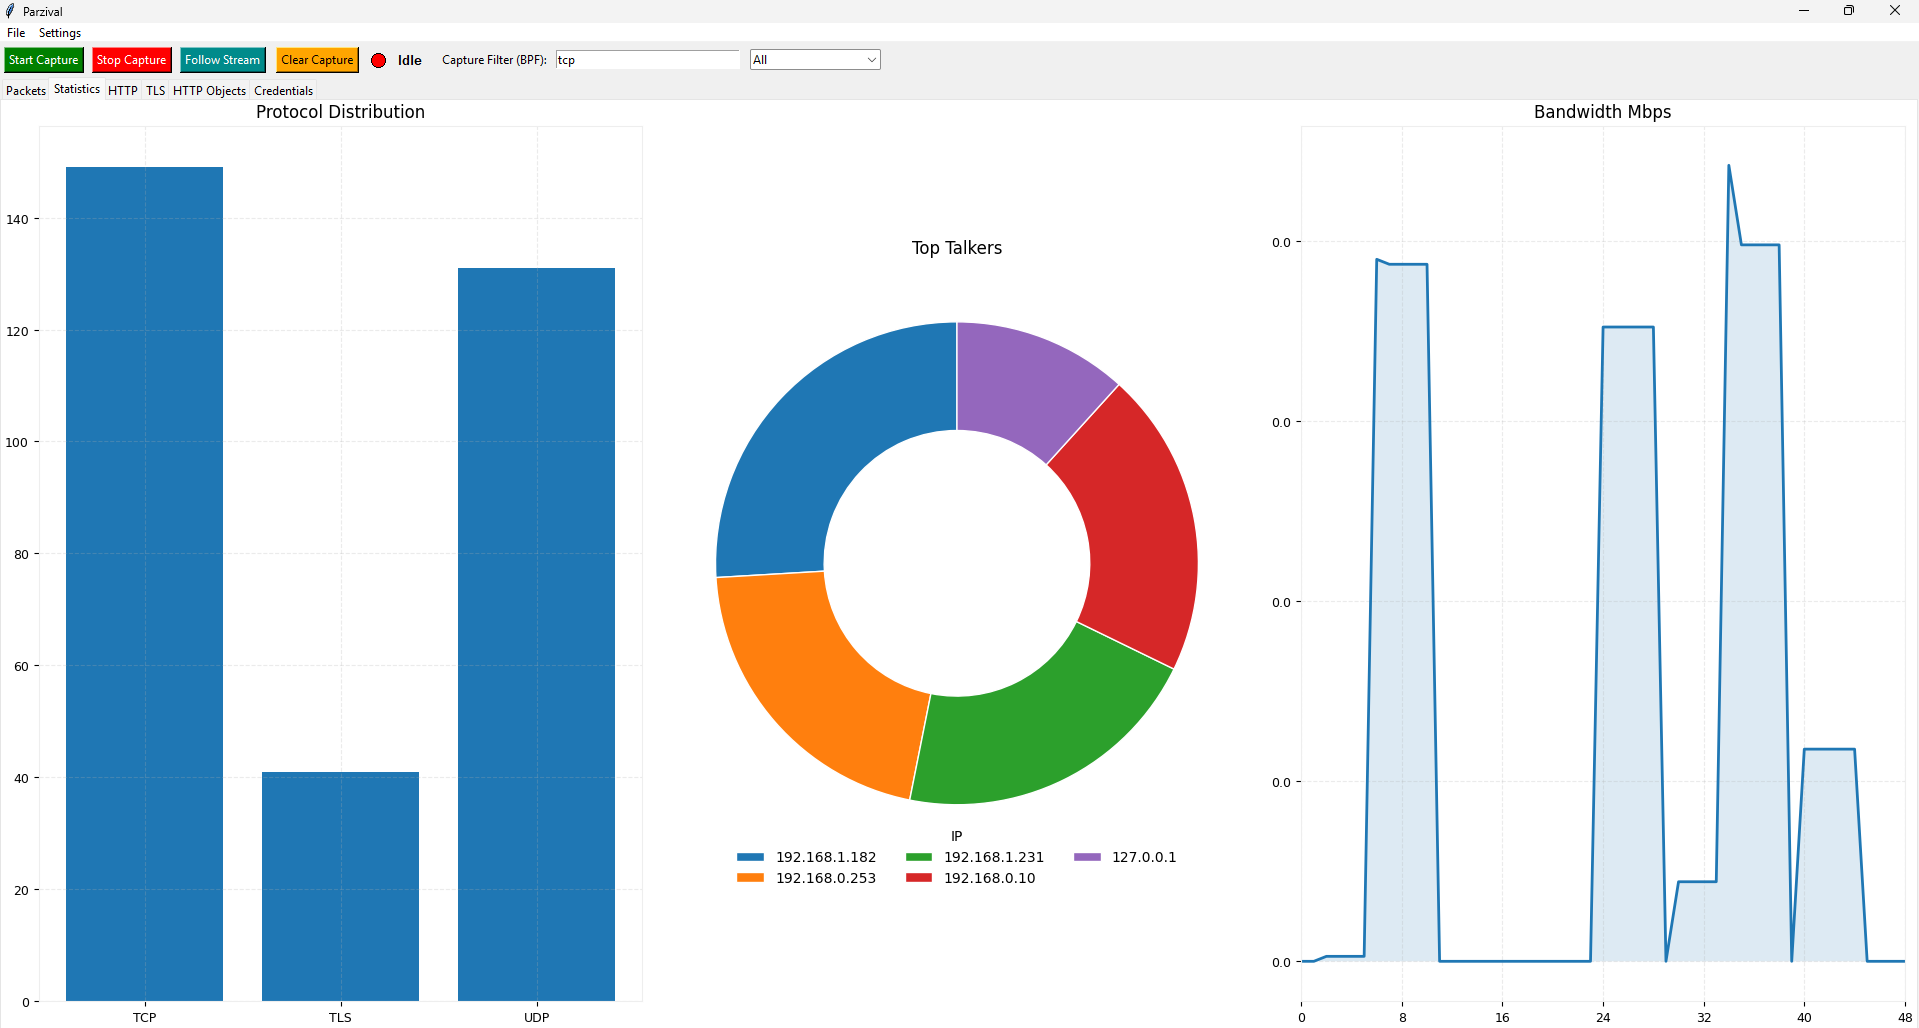 Parzival
File Settings
Start Capture Stop Capture Follow Stream Clear Capture Idle Capture Filter (BPF): tcp All
Packets Statistics HTTP TLS HTTP Objects Credentials
Protocol Distribution
140
120
100
80
60
40
20
0
TCP TLS UDP
Top Talkers
IP
192.168.1.182 192.168.1.231 127.0.0.1
192.168.0.253 192.168.0.10
Bandwidth Mbps
0.0
0.0
0.0
0.0
0.0
0 8 16 24 32 40 48